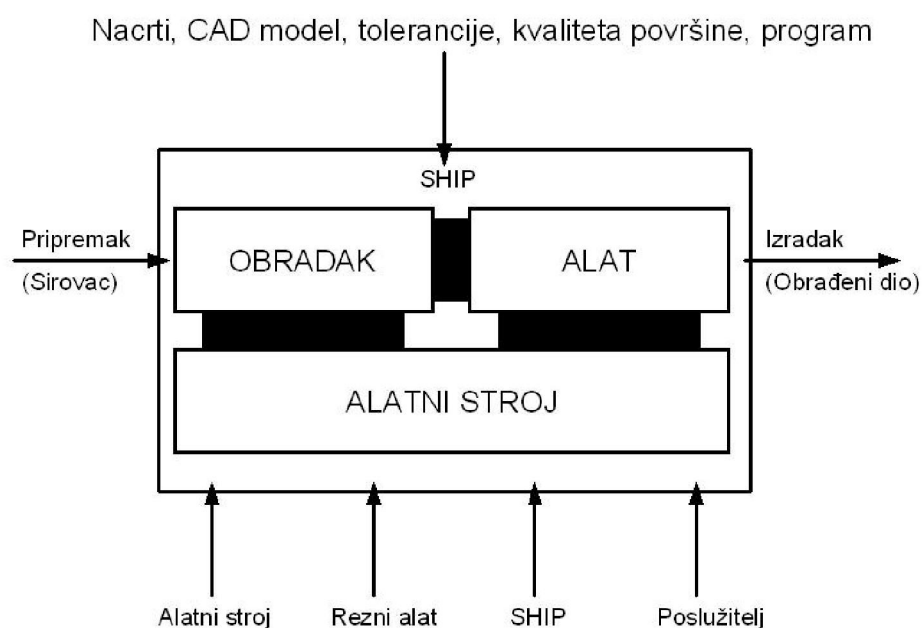 Nacrti, CAD model, tolerancije, kvaliteta površine, program
SHIP
Pripremak
(Sirovac)
OBRADAK
ALAT
Izradak
(Obrađeni dio)
ALATNI STROJ
Alatni stroj
Rezni alat
SHIP
Poslužitelj